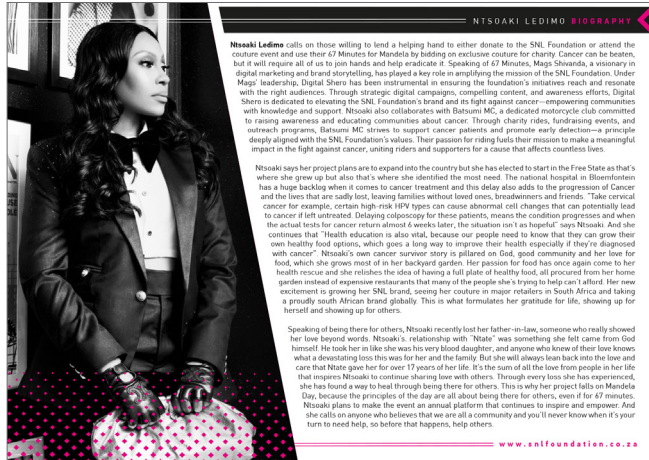 NTSOAKI LEDIMO BIOGRAPHY
Ntsoaki Ledimo calls on those willing to lend a helping hand to either donate to the SNL Foundation or attend the
couture event and use their 67 Minutes for Mandela by bidding on exclusive couture for charity. Cancer can be beaten,
but it will require all of us to join hands and help eradicate it. Speaking of 67 Minutes, Mags Shivanda, a visionary in
digital marketing and brand storytelling, has played a key role in amplifying the mission of the SNL Foundation. Under
Mags' leadership, Digital Shero has been instrumental in ensuring the foundation's initiatives reach and resonate
with the right audiences. Through strategic digital campaigns, compelling content, and awareness efforts, Digital
Shero is dedicated to elevating the SNL Foundation's brand and its fight against cancer—empowering communities
with knowledge and support. Ntsoaki also collaborates with Batsumi MC, a dedicated motorcycle club committed
to raising awareness and educating communities about cancer. Through charity rides, fundraising events, and
outreach programs, Batsumi MC strives to support cancer patients and promote early detection—a principle
deeply aligned with the SNL Foundation's values. Their passion for riding fuels their mission to make a meaningful
impact in the fight against cancer, uniting riders and supporters for a cause that affects countless lives.
Ntsoaki says her project plans are to expand into the country but she has elected to start in the Free State as that's
where she grew up but also that's where she identified the most need. The national hospital in Bloemfontein
has a huge backlog when it comes to cancer treatment and this delay also adds to the progression of Cancer
and the lives that are sadly lost, leaving families without loved ones, breadwinners and friends. "Take cervical
cancer for example, certain high-risk HPV types can cause abnormal cell changes that can potentially lead
to cancer if left untreated. Delaying colposcopy for these patients, means the condition progresses and when
the actual tests for cancer return almost 6 weeks later, the situation isn't as hopeful" says Ntsoaki. And she
continues that "Health education is also vital, because our people need to know that they can grow their
own healthy food options, which goes a long way to improve their health especially if they're diagnosed
with cancer". Ntsoaki's own cancer survivor story is pillared on God, good community and her love for
food, which she grows most of in her backyard garden. Her passion for food has once again come to her
health rescue and she relishes the idea of having a full plate of healthy food, all procured from her home
garden instead of expensive restaurants that many of the people she's trying to help can't afford. Her new
excitement is growing her SNL brand, seeing her couture in major retailers in South Africa and taking
a proudly south African brand globally. This is what formulates her gratitude for life, showing up for
herself and showing up for others.
Speaking of being there for others, Ntsoaki recently lost her father-in-law, someone who really showed
her love beyond words. Ntsoaki's. relationship with "Ntate" was something she felt came from God
himself. He took her in like she was his very blood daughter, and anyone who knew of their love knows
what a devastating loss this was for her and the family. But she will always lean back into the love and
care that Ntate gave her for over 17 years of her life. It's the sum of all the love from people in her life
that inspires Ntsoaki to continue sharing love with others. Through every loss she has experienced,
she has found a way to heal through being there for others. This is why her project falls on Mandela
Day, because the principles of the day are all about being there for others, even if for 67 minutes.
Ntsoaki plans to make the event an annual platform that continues to inspire and empower. And
she calls on anyone who believes that we are all a community and you'll never know when it's your
turn to need help, so before that happens, help others.
www.snlfoundation.co.za